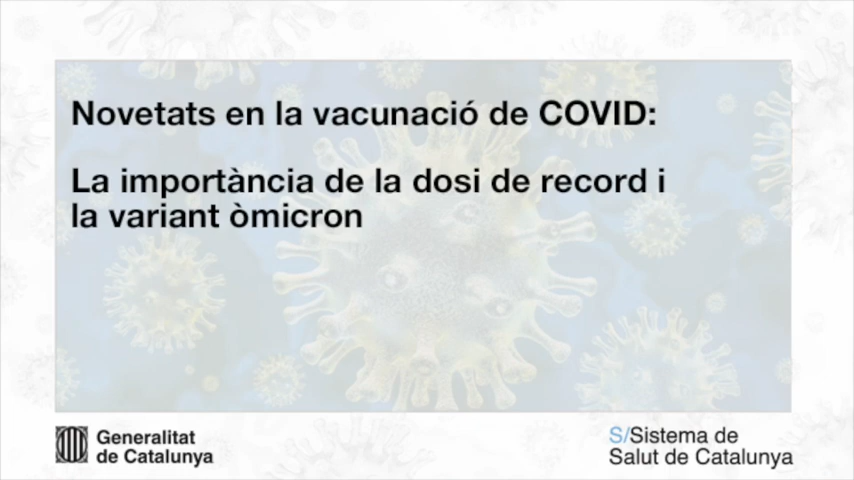 Novetats en la vacunació de COVID:
La importància de la dosi de record i
la variant òmicron
Generalitat
de Catalunya
S/Sistema de
Salut de Catalunya